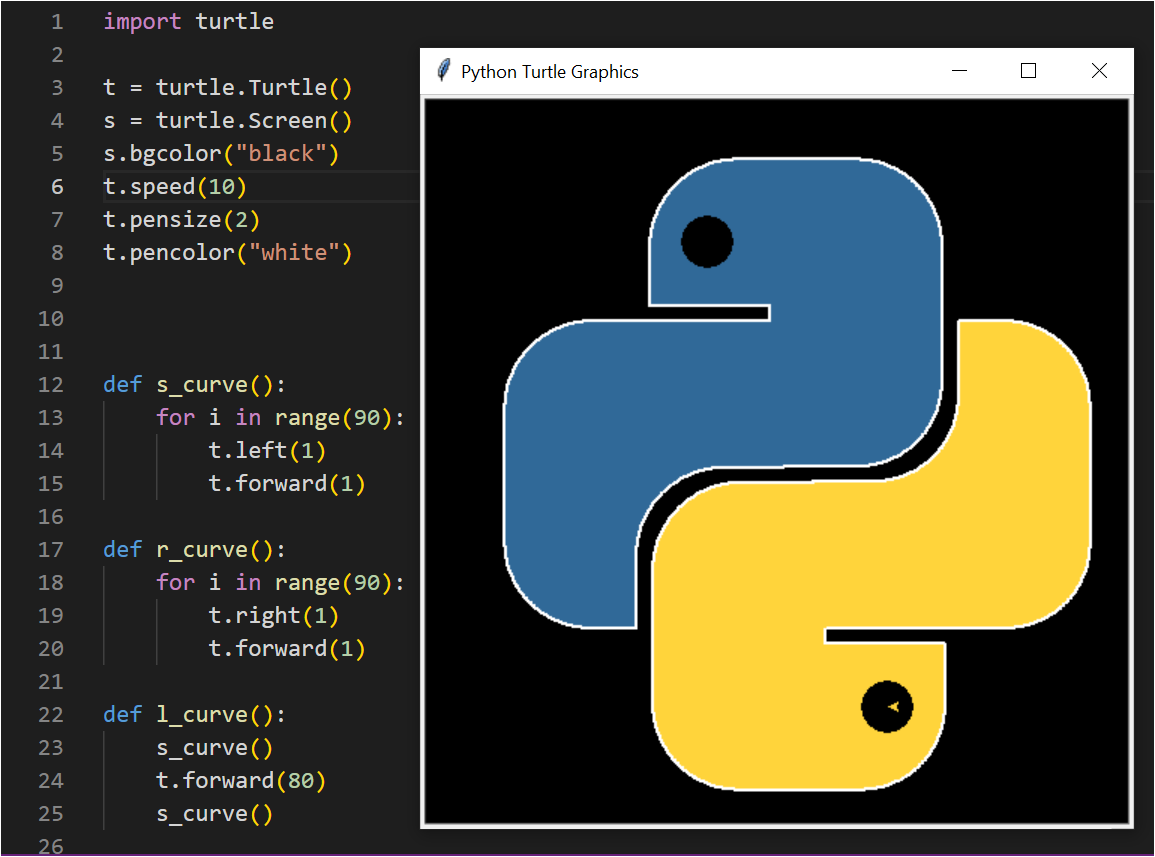 1 import turtle
2
3 t = turtle.Turtle()
4 s = turtle.Screen()
5 s.bgcolor("black")
6 t.speed(10)
7 t.pensize(2)
8 t.pencolor("white")
9
10
11
12 def s_curve():
13     for i in range(90):
14         t.left(1)
15         t.forward(1)
16
17 def r_curve():
18     for i in range(90):
19         t.right(1)
20         t.forward(1)
21
22 def l_curve():
23     s_curve()
24     t.forward(80)
25     s_curve()
26
Python Turtle Graphics